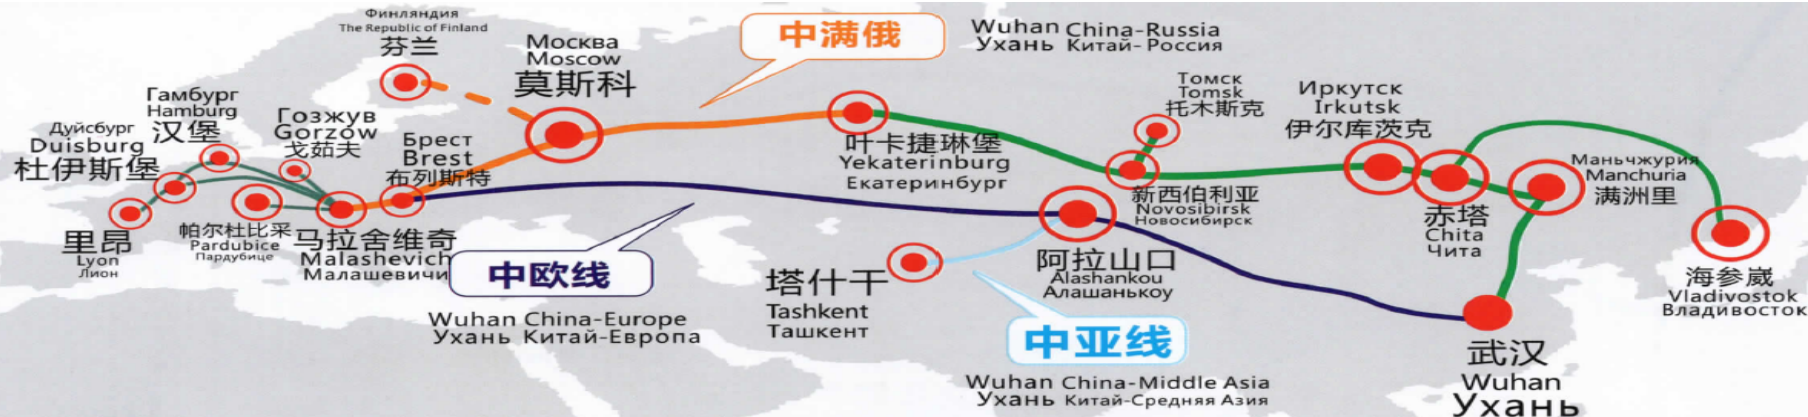 Финляндия
The Republic of Finland
芬兰
Москва
Moscow
莫斯科
中满俄
Wuhan China-Russia
Ухань Китай-Россия
Гамбург
Hamburg
汉堡
Дуйсбург
Duisburg
杜伊斯堡
Гозжув
Gorzów
戈茹夫
Брест
Brest
布列斯特
叶卡捷琳堡
Yekaterinburg
Екатеринбург
Томск
Tomsk
托木斯克
新西伯利亚
Novosibirsk
Новосибирск
Иркутск
Irkutsk
伊尔库茨克
赤塔
Chita
Чита
Маньчжурия
Manchuria
满洲里
海参崴
Vladivostok
Владивосток
里昂
Lyon
Лион
帕尔杜比采
Pardubice
Пардубице
马拉舍维奇
Malashevich
Малашевичи
中欧线
Wuhan China-Europe
Ухань Китай-Европа
塔什干
Tashkent
Ташкент
阿拉山口
Alashankou
Алашанькоу
中亚线
Wuhan China-Middle Asia
Ухань Китай-Средняя Азия
武汉
Wuhan
Ухань